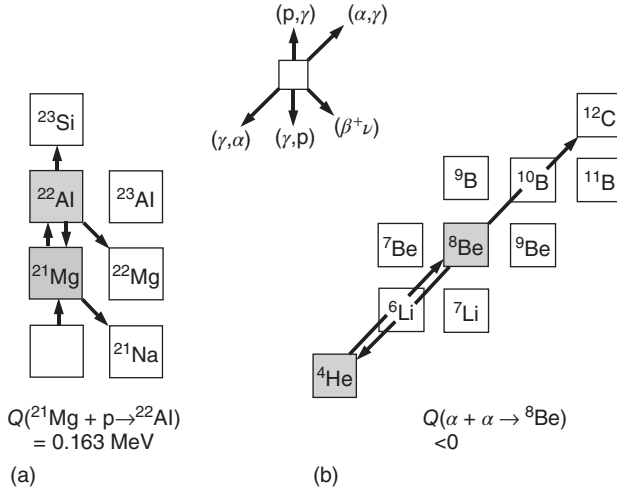 (p,γ)
(α,γ)
(γ,α)
(γ,p)
(β⁺ν)
²³Si
²²Al
²³Al
²¹Mg
²²Mg
²¹Na
Q(²¹Mg + p→²²Al)
= 0.163 MeV
(a)
¹²C
⁹B
¹⁰B
¹¹B
⁷Be
⁸Be
⁹Be
⁶Li
⁷Li
⁴He
Q(α + α → ⁸Be)
<0
(b)